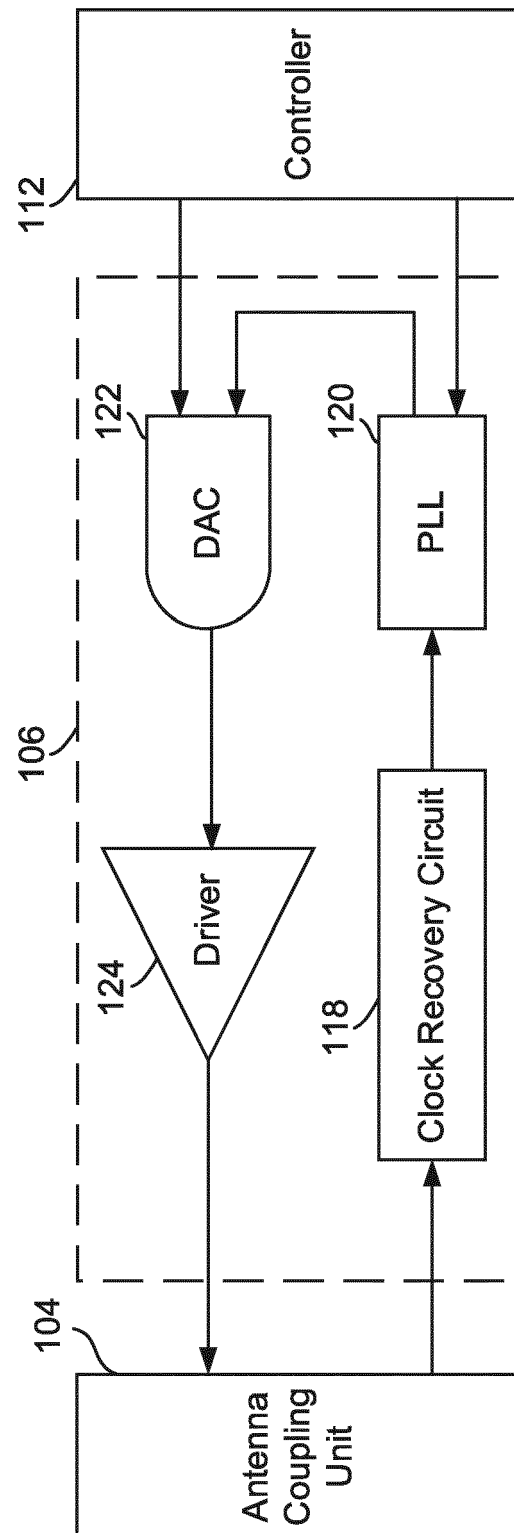 104
Antenna
Coupling
Unit
106
124
Driver
122
DAC
118
Clock Recovery Circuit
120
PLL
112
Controller